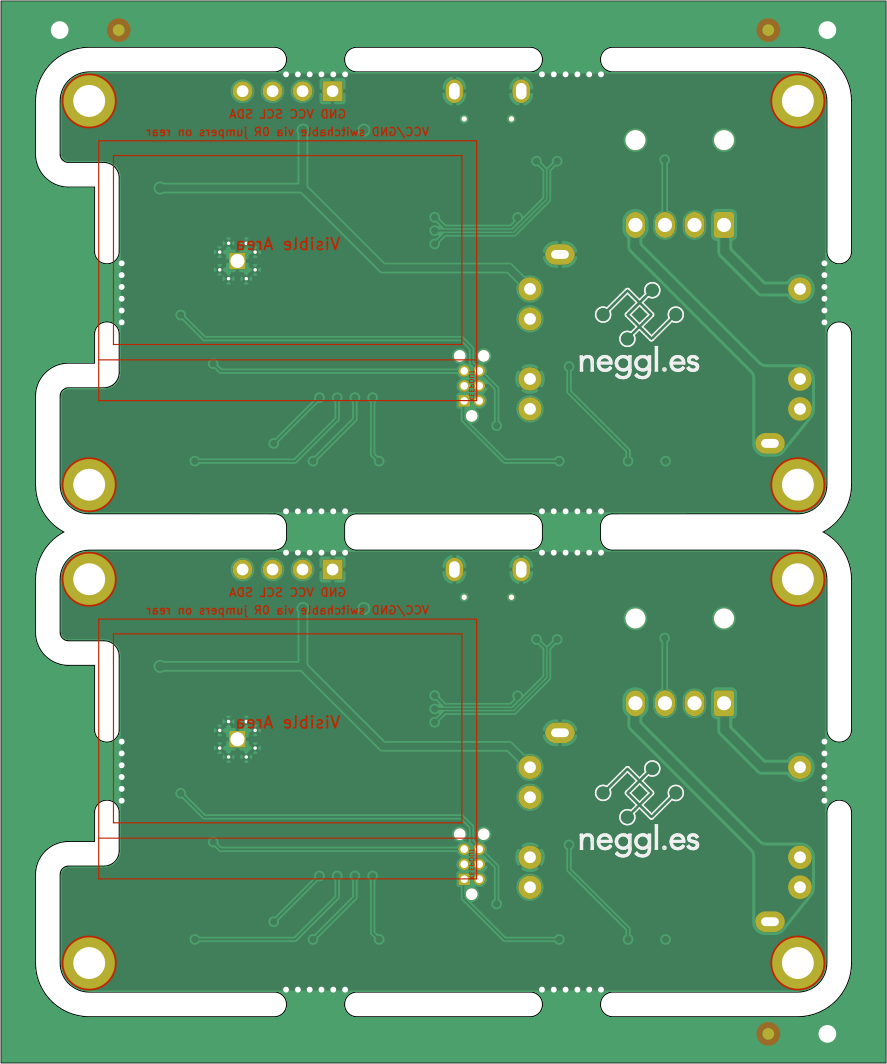 GND VCC SCL SDA
VCC/GND switchable via 0R jumpers on rear
Visible Area
neggl.es
GND VCC SCL SDA
VCC/GND switchable via 0R jumpers on rear
Visible Area
neggl.es